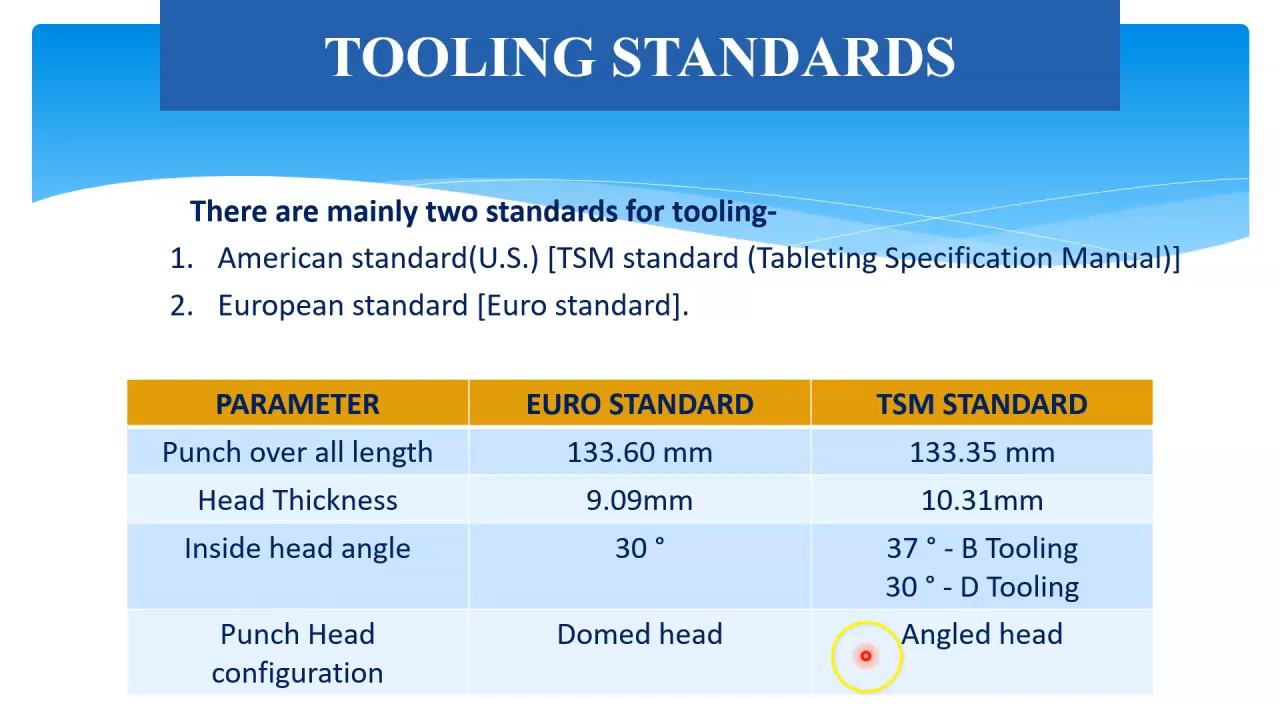 TOOLING STANDARDS
There are mainly two standards for tooling-
1. American standard(U.S.) [TSM standard (Tableting Specification Manual)]
2. European standard [Euro standard].
PARAMETER EURO STANDARD TSM STANDARD
Punch over all length 133.60 mm 133.35 mm
Head Thickness 9.09mm 10.31mm
Inside head angle 30 ° 37 ° - B Tooling
30 ° - D Tooling
Punch Head Domed head Angled head
configuration